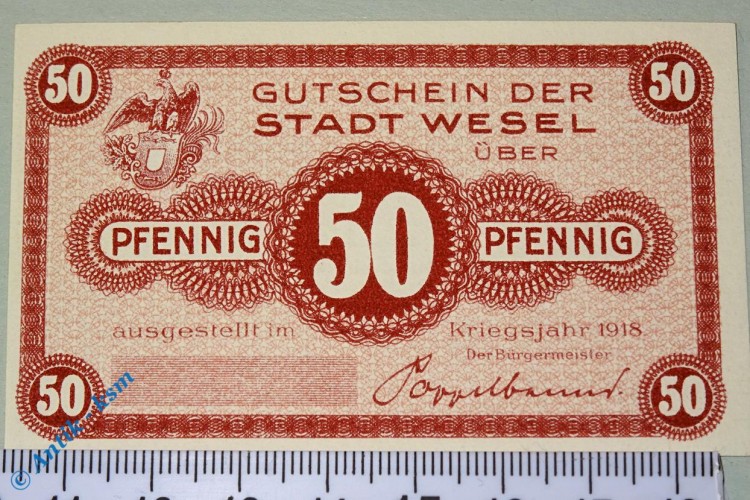 50
50
GUTSCHEIN DER
STADT WESEL
ÜBER
PFENNIG 50 PFENNIG
ausgestellt im Kriegsjahr 1918
Der Bürgermeister
50
50
© Antik-ksm